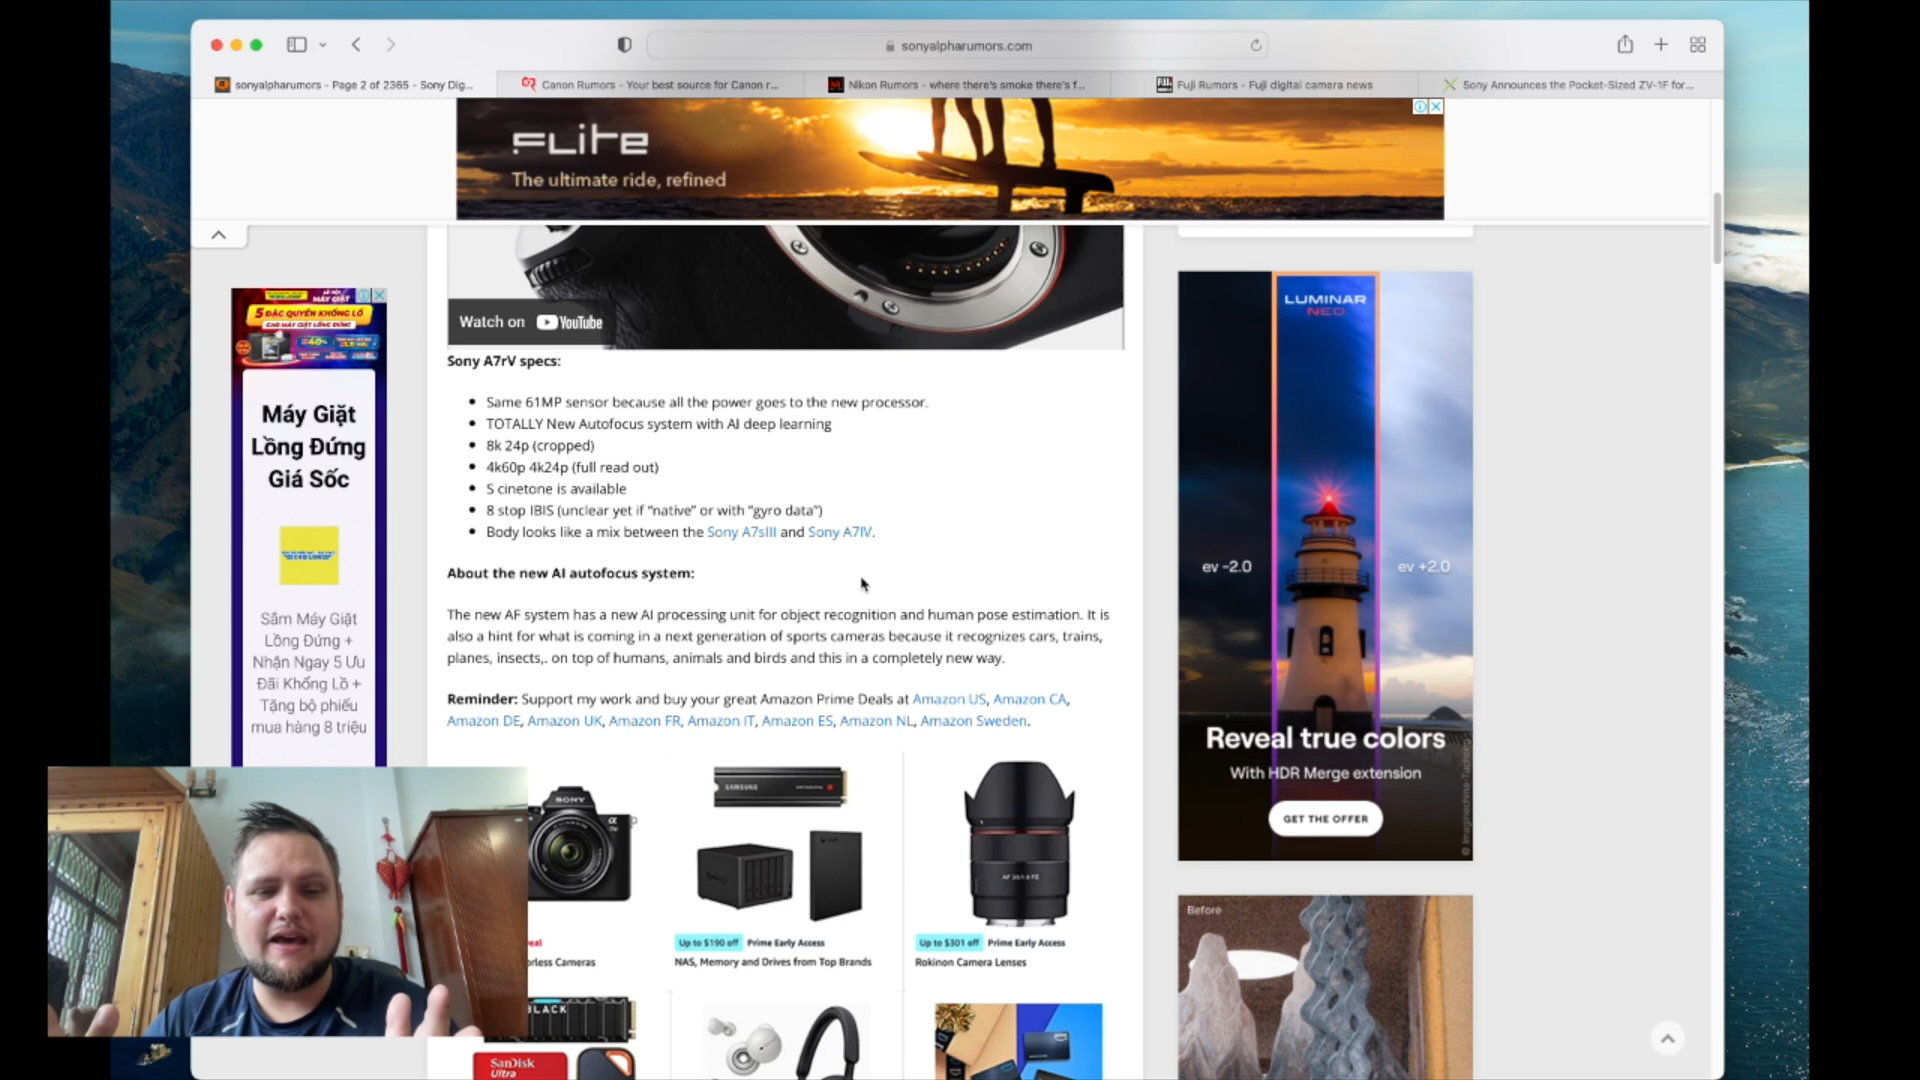 sonyalpharumors.com
sonyalpharumors - Page 2 of 2365 - Sony Dig...
Canon Rumors - Your best source for Canon r...
Nikon Rumors - where there's smoke there's f...
Fuji Rumors - Fuji digital camera news
Sony Announces the Pocket-Sized ZV-1F for...
FLITE
The ultimate ride, refined
Watch on YouTube
Sony A7rV specs:
Same 61MP sensor because all the power goes to the new processor.
TOTALLY New Autofocus system with AI deep learning
8k 24p (cropped)
4k60p 4k24p (full read out)
S cinetone is available
8 stop IBIS (unclear yet if “native” or with “gyro data”)
Body looks like a mix between the Sony A7sIII and Sony A7IV.
About the new AI autofocus system:
The new AF system has a new AI processing unit for object recognition and human pose estimation. It is
also a hint for what is coming in a next generation of sports cameras because it recognizes cars, trains,
planes, insects,. on top of humans, animals and birds and this in a completely new way.
Reminder: Support my work and buy your great Amazon Prime Deals at Amazon US, Amazon CA,
Amazon DE, Amazon UK, Amazon FR, Amazon IT, Amazon ES, Amazon NL, Amazon Sweden.
SONY
SAMSUNG
AF 35/1.8 FE
eal
rless Cameras
Up to $190 off Prime Early Access
NAS, Memory and Drives from Top Brands
Up to $301 off Prime Early Access
Rokinon Camera Lenses
BLACK
SanDisk
Ultra
MÁY GIẶT
5 ĐẶC QUYỀN KHỔNG LỒ
Máy Giặt
Lồng Đứng
Giá Sốc
Sắm Máy Giặt
Lồng Đứng +
Nhận Ngay 5 Ưu
Đãi Khổng Lồ +
Tặng bộ phiếu
mua hàng 8 triệu
LUMINAR
NEO
ev -2.0
ev +2.0
Reveal true colors
With HDR Merge extension
GET THE OFFER
Before